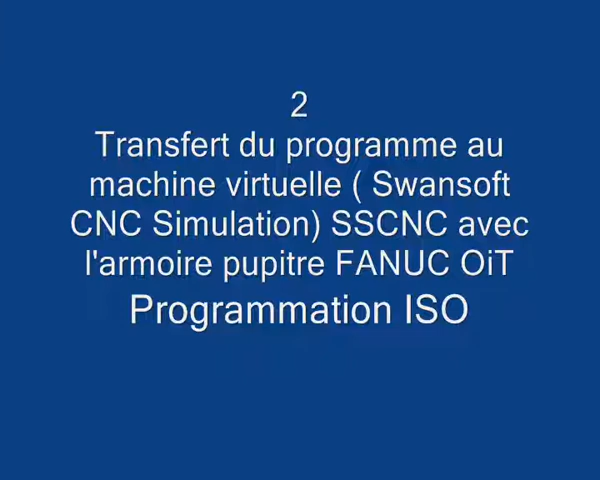 2
Transfert du programme au
machine virtuelle ( Swansoft
CNC Simulation) SSCNC avec
l'armoire pupitre FANUC OiT
Programmation ISO